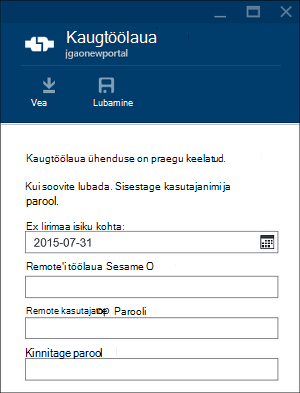 Kaugtöölaua
jgaonewportal
Vea
Lubamine
Kaugtöölaua ühenduse on praegu keelatud.
Kui soovite lubada. Sisestage kasutajanimi ja
parool.
Ex lirimaa isiku kohta:
2015-07-31
Remote'i töölaua Sesame O
Remote kasutajate Parooli
Kinnitage parool